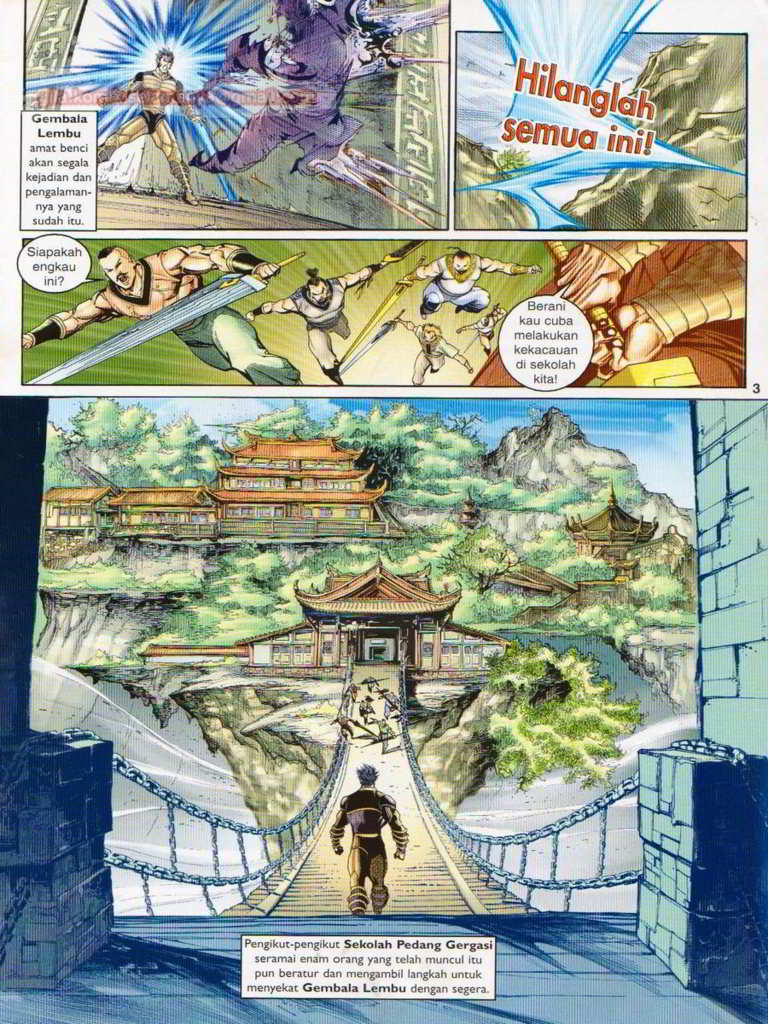 Gembala
Lembu
amat benci
akan segala
kejadian dan
pengalaman-
nya yang
sudah itu.
Hilanglah
semua ini!
Siapakah
engkau
ini?
Berani
kau cuba
melakukan
kekacauan
di sekolah
kita!
3
Pengikut-pengikut Sekolah Pedang Gergasi
seramai enam orang yang telah muncul itu
pun beratur dan mengambil langkah untuk
menyekat Gembala Lembu dengan segera.